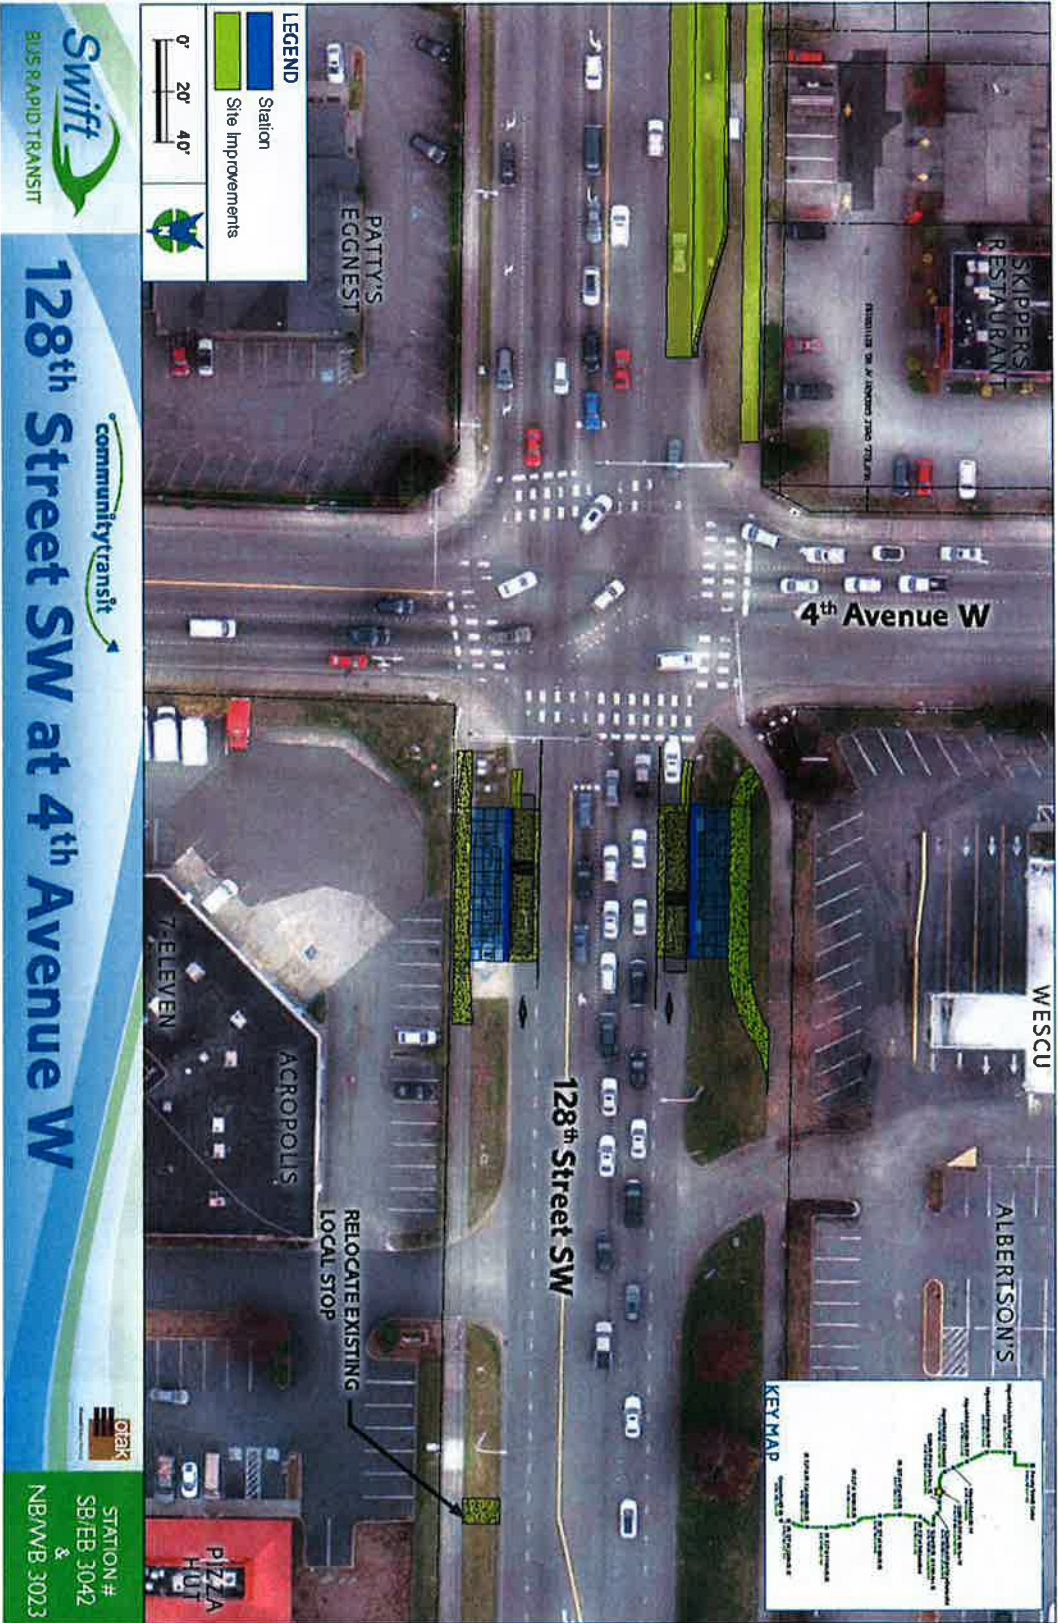 SKIPPERS
RESTAURANT
WESCU
ALBERTSON'S
4th Avenue W
128th Street SW
KEY MAP
PATTY'S
EGGNEST
7-ELEVEN
ACROPOLIS
RELOCATE EXISTING
LOCAL STOP
PIZZA
HUT
LEGEND
Station
Site Improvements
0' 20' 40'
N
Swift
BUS RAPID TRANSIT
communitytransit
128th Street SW at 4th Avenue W
otak
STATION #
SB/EB 3042
&
NB/WB 3023